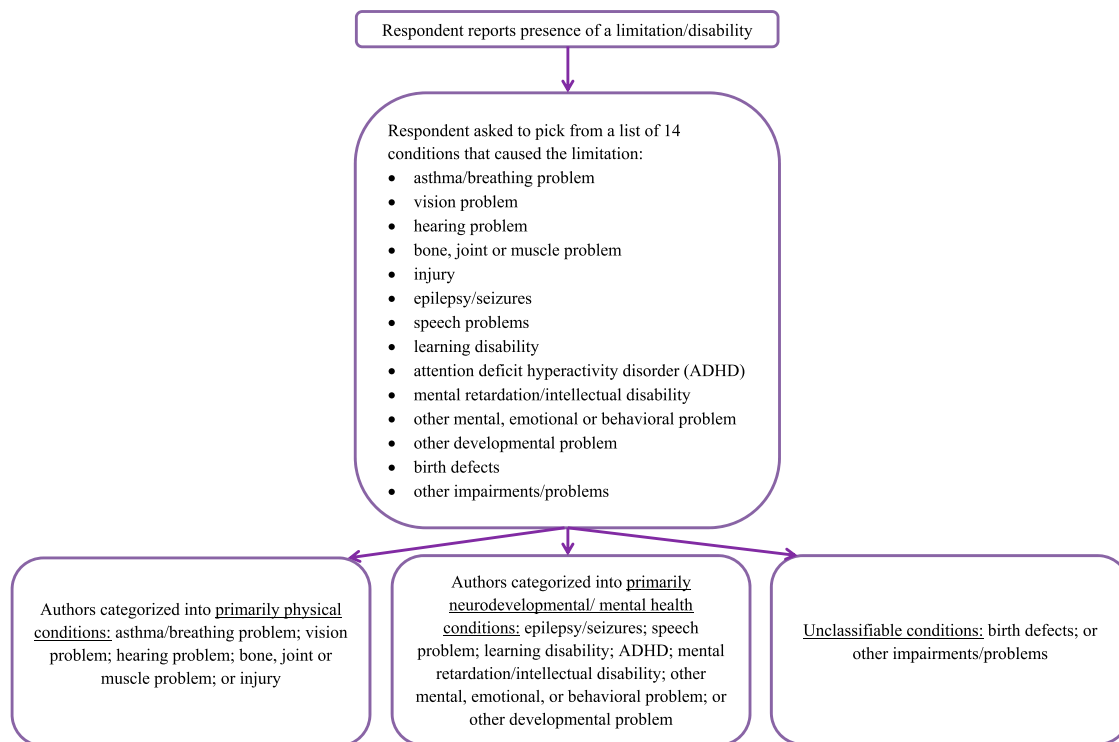 Respondent reports presence of a limitation/disability
Respondent asked to pick from a list of 14
conditions that caused the limitation:
• asthma/breathing problem
• vision problem
• hearing problem
• bone, joint or muscle problem
• injury
• epilepsy/seizures
• speech problems
• learning disability
• attention deficit hyperactivity disorder (ADHD)
• mental retardation/intellectual disability
• other mental, emotional or behavioral problem
• other developmental problem
• birth defects
• other impairments/problems
Authors categorized into primarily physical
conditions: asthma/breathing problem; vision
problem; hearing problem; bone, joint or
muscle problem; or injury
Authors categorized into primarily
neurodevelopmental/ mental health
conditions: epilepsy/seizures; speech
problem; learning disability; ADHD; mental
retardation/intellectual disability; other
mental, emotional, or behavioral problem; or
other developmental problem
Unclassifiable conditions: birth defects; or
other impairments/problems